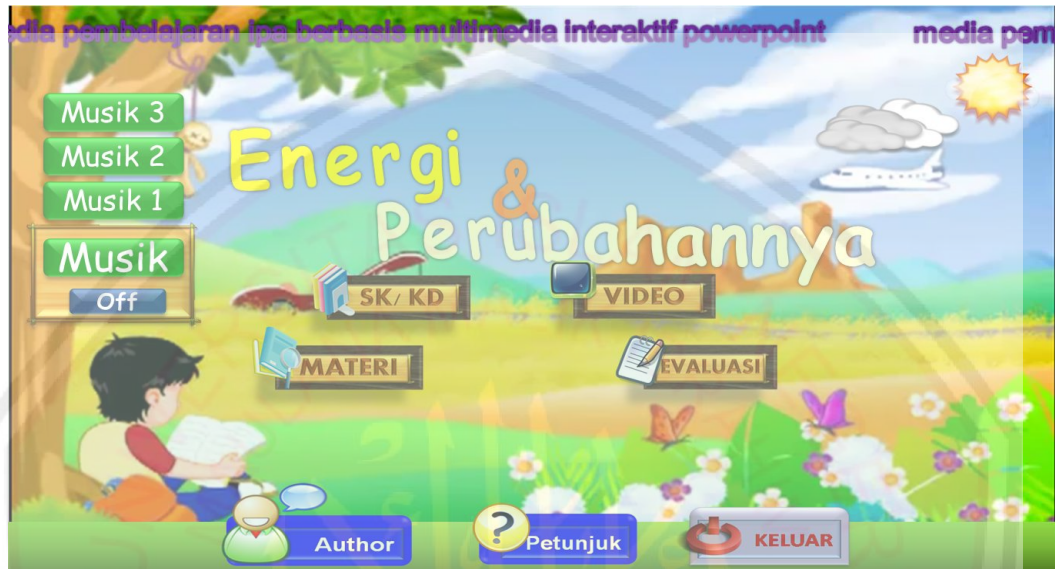 edia pembelajaran ipa berbasis multimedia interaktif powerpoint media pem
Musik 3
Musik 2
Musik 1
Musik
Off
Energi
&
Perubahannya
SK/ KD
VIDEO
MATERI
EVALUASI
Author
?
Petunjuk
KELUAR